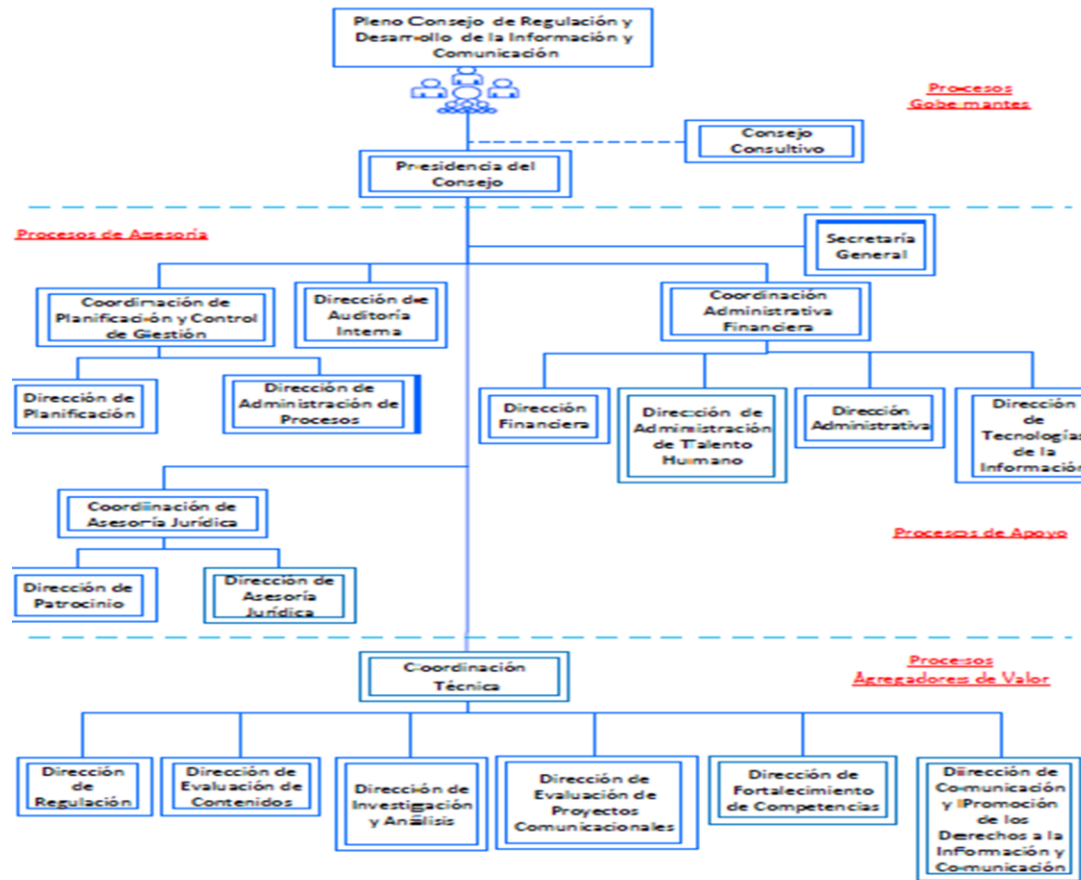 Pleno Consejo de Regulación y
Desarrollo de la Información y
Comunicación
Procesos
Gobernantes
Consejo
Consultivo
Presidencia del
Consejo
Procesos de Asesoría
Secretaría
General
Coordinación de
Planificación y Control
de Gestión
Dirección de
Auditoría
Interna
Coordinación
Administrativa
Financiera
Dirección de
Planificación
Dirección de
Administración de
Procesos
Dirección
Financiera
Dirección de
Administración
de Talento
Humano
Dirección
Administrativa
Dirección
de
Tecnologías
de la
Información
Coordinación de
Asesoría Jurídica
Procesos de Apoyo
Dirección de
Patrocinio
Dirección de
Asesoría
Jurídica
Coordinación
Técnica
Procesos
Agregadores de Valor
Dirección
de
Regulación
Dirección de
Evaluación de
Contenidos
Dirección de
Investigación
y Análisis
Dirección de
Evaluación de
Proyectos
Comunicacionales
Dirección de
Fortalecimiento
de Competencias
Dirección de
Comunicación
y Promoción
de los
Derechos a la
Información y
Comunicación